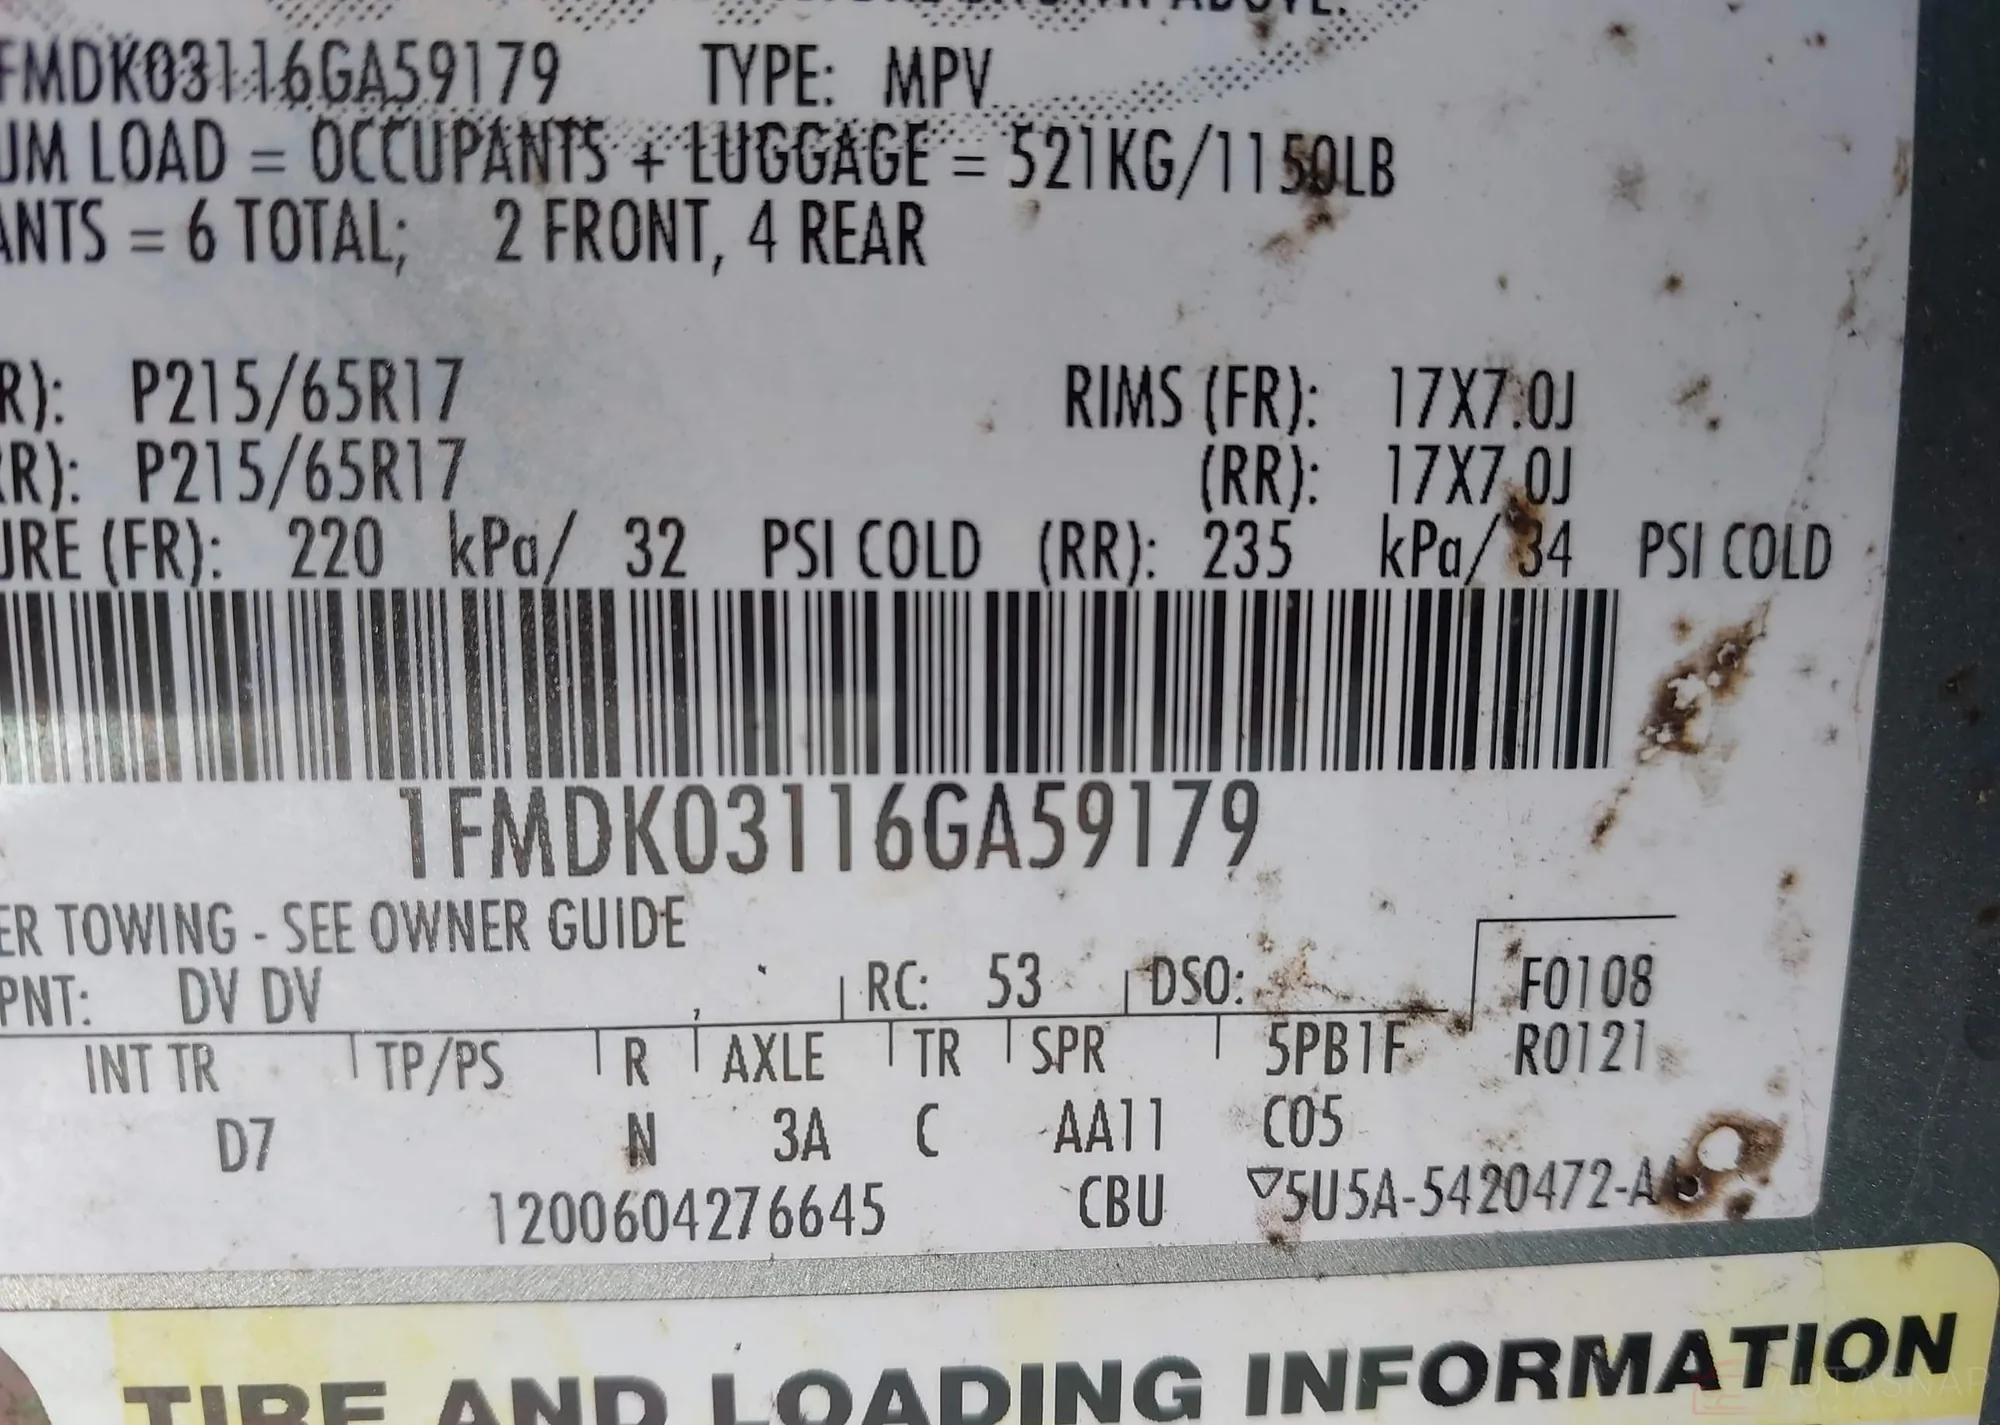 FMDK03116GA59179 TYPE: MPV
UM LOAD = OCCUPANTS + LUGGAGE = 521KG/1150LB
ANTS = 6 TOTAL; 2 FRONT, 4 REAR
R): P215/65R17 RIMS (FR): 17X7.0J
RR): P215/65R17 (RR): 17X7.0J
URE (FR): 220 kPa/ 32 PSI COLD (RR): 235 kPa/ 34 PSI COLD
1FMDK03116GA59179
ER TOWING - SEE OWNER GUIDE
PNT: DV DV RC: 53 DSO: F0108
INT TR TP/PS R AXLE TR SPR 5PB1F R0121
D7 N 3A C AA11 C05
1200604276645 CBU ▽5U5A-5420472-A
TIRE AND LOADING INFORMATION